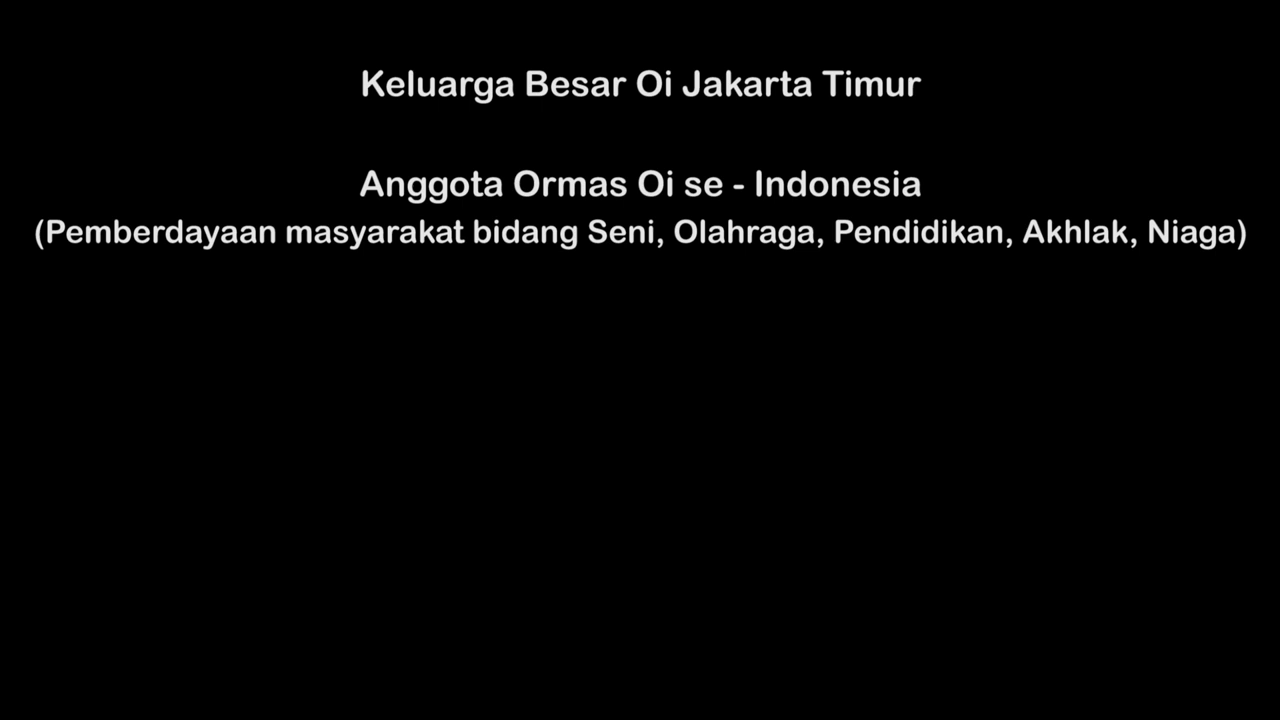 Keluarga Besar Oi Jakarta Timur
Anggota Ormas Oi se - Indonesia
(Pemberdayaan masyarakat bidang Seni, Olahraga, Pendidikan, Akhlak, Niaga)